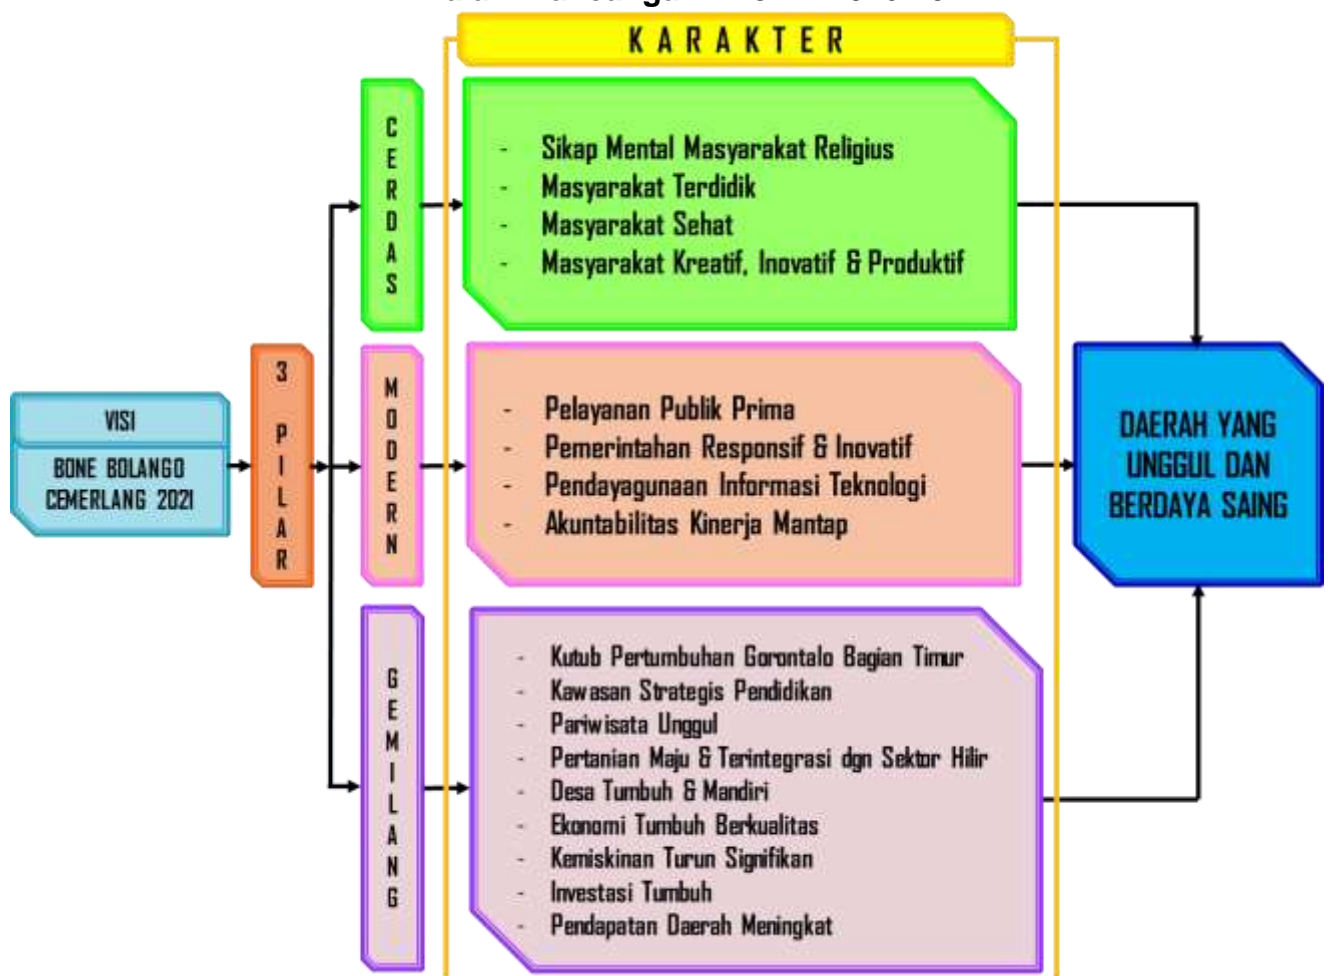 KARAKTER
CERDAS
- Sikap Mental Masyarakat Religius
- Masyarakat Terdidik
- Masyarakat Sehat
- Masyarakat Kreatif, Inovatif & Produktif
VISI
BONE BOLANGO
CEMERLANG 2021
3 PILAR
MODERN
- Pelayanan Publik Prima
- Pemerintahan Responsif & Inovatif
- Pendayagunaan Informasi Teknologi
- Akuntabilitas Kinerja Mantap
DAERAH YANG
UNGGUL DAN
BERDAYA SAING
GEMILANG
- Kutub Pertumbuhan Gorontalo Bagian Timur
- Kawasan Strategis Pendidikan
- Pariwisata Unggul
- Pertanian Maju & Terintegrasi dgn Sektor Hilir
- Desa Tumbuh & Mandiri
- Ekonomi Tumbuh Berkualitas
- Kemiskinan Turun Signifikan
- Investasi Tumbuh
- Pendapatan Daerah Meningkat